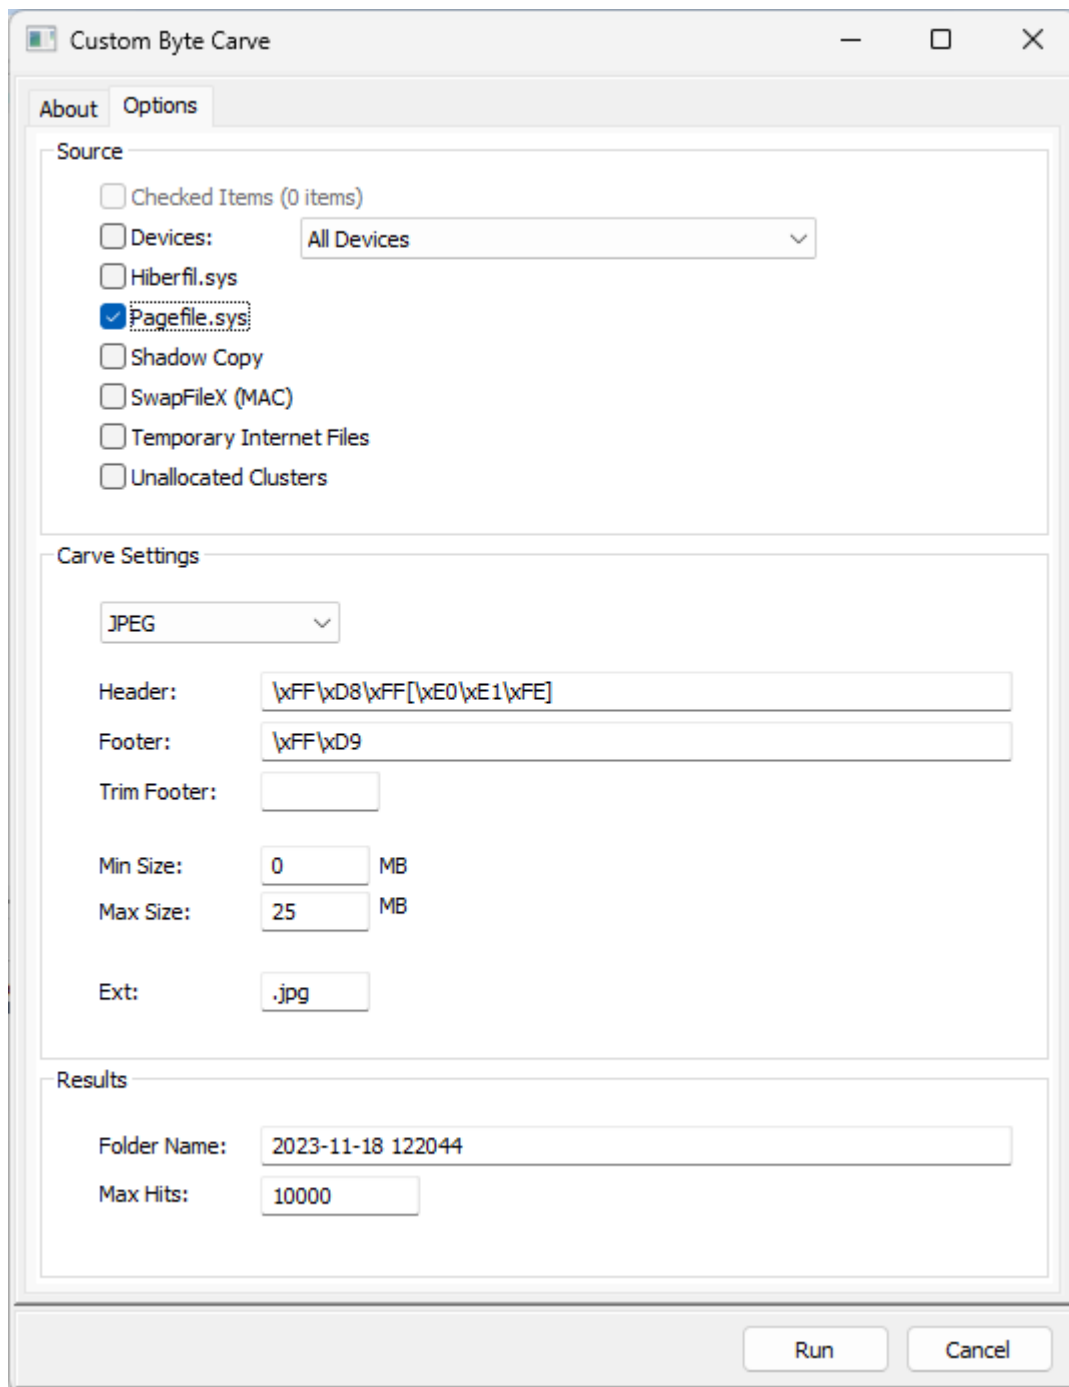 Custom Byte Carve
About Options
Source
Checked Items (0 items)
Devices: All Devices
Hiberfil.sys
Pagefile.sys
Shadow Copy
SwapFileX (MAC)
Temporary Internet Files
Unallocated Clusters
Carve Settings
JPEG
Header: \xFF\xD8\xFF[\xE0\xE1\xFE]
Footer: \xFF\xD9
Trim Footer:
Min Size: 0 MB
Max Size: 25 MB
Ext: .jpg
Results
Folder Name: 2023-11-18 122044
Max Hits: 10000
Run Cancel